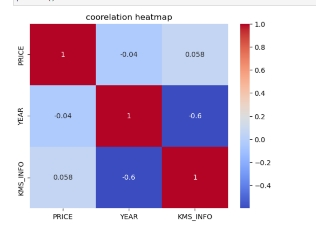 coorelation heatmap
PRICE
1
-0.04
0.058
YEAR
-0.04
1
-0.6
KMS_INFO
0.058
-0.6
1
PRICE
YEAR
KMS_INFO
1.0
0.8
0.6
0.4
0.2
0.0
−0.2
−0.4